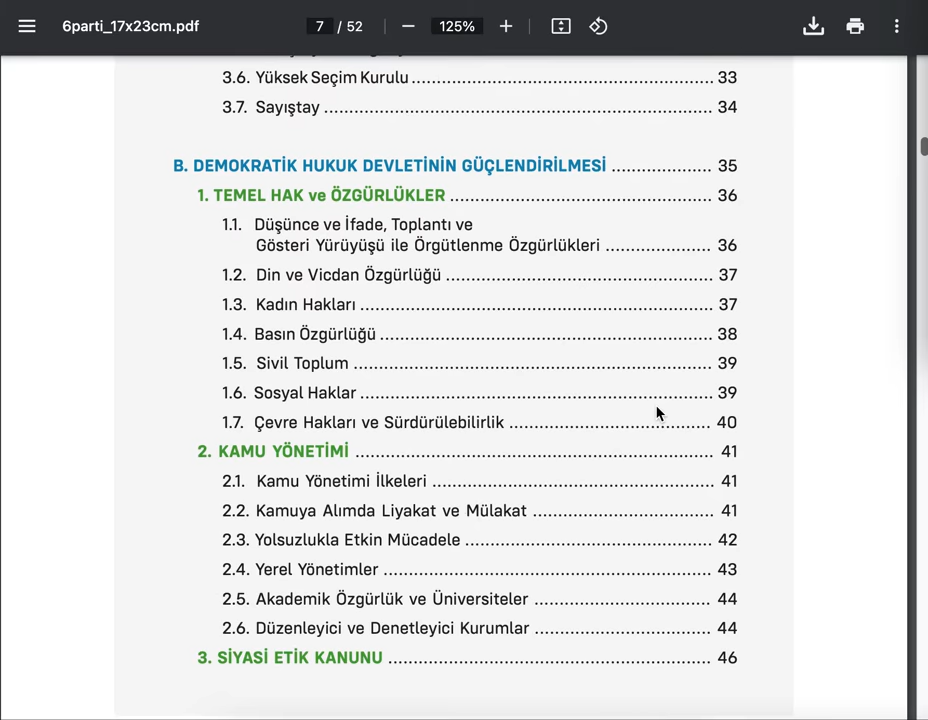 6parti_17x23cm.pdf
7 / 52
125%
3.6. Yüksek Seçim Kurulu ............................................................... 33
3.7. Sayıştay ................................................................................ 34
B. DEMOKRATİK HUKUK DEVLETİNİN GÜÇLENDİRİLMESİ .................... 35
1. TEMEL HAK ve ÖZGÜRLÜKLER ..................................................... 36
1.1. Düşünce ve İfade, Toplantı ve
Gösteri Yürüyüşü ile Örgütlenme Özgürlükleri ..................... 36
1.2. Din ve Vicdan Özgürlüğü ....................................................... 37
1.3. Kadın Hakları ........................................................................ 37
1.4. Basın Özgürlüğü .................................................................... 38
1.5. Sivil Toplum ......................................................................... 39
1.6. Sosyal Haklar ........................................................................ 39
1.7. Çevre Hakları ve Sürdürülebilirlik ......................................... 40
2. KAMU YÖNETİMİ ........................................................................ 41
2.1. Kamu Yönetimi İlkeleri .......................................................... 41
2.2. Kamuya Alımda Liyakat ve Mülakat ..................................... 41
2.3. Yolsuzlukla Etkin Mücadele ................................................... 42
2.4. Yerel Yönetimler ................................................................... 43
2.5. Akademik Özgürlük ve Üniversiteler .................................... 44
2.6. Düzenleyici ve Denetleyici Kurumlar .................................... 44
3. SİYASİ ETİK KANUNU .................................................................. 46